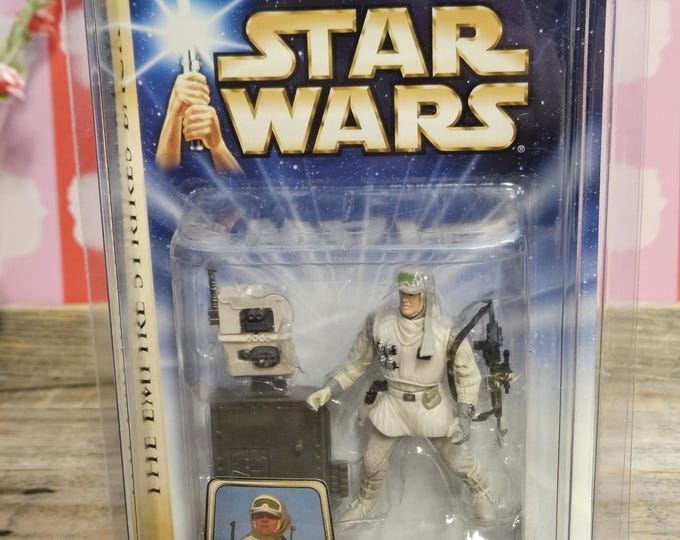 STAR
WARS
®
THE EMPIRE STRIKES BACK